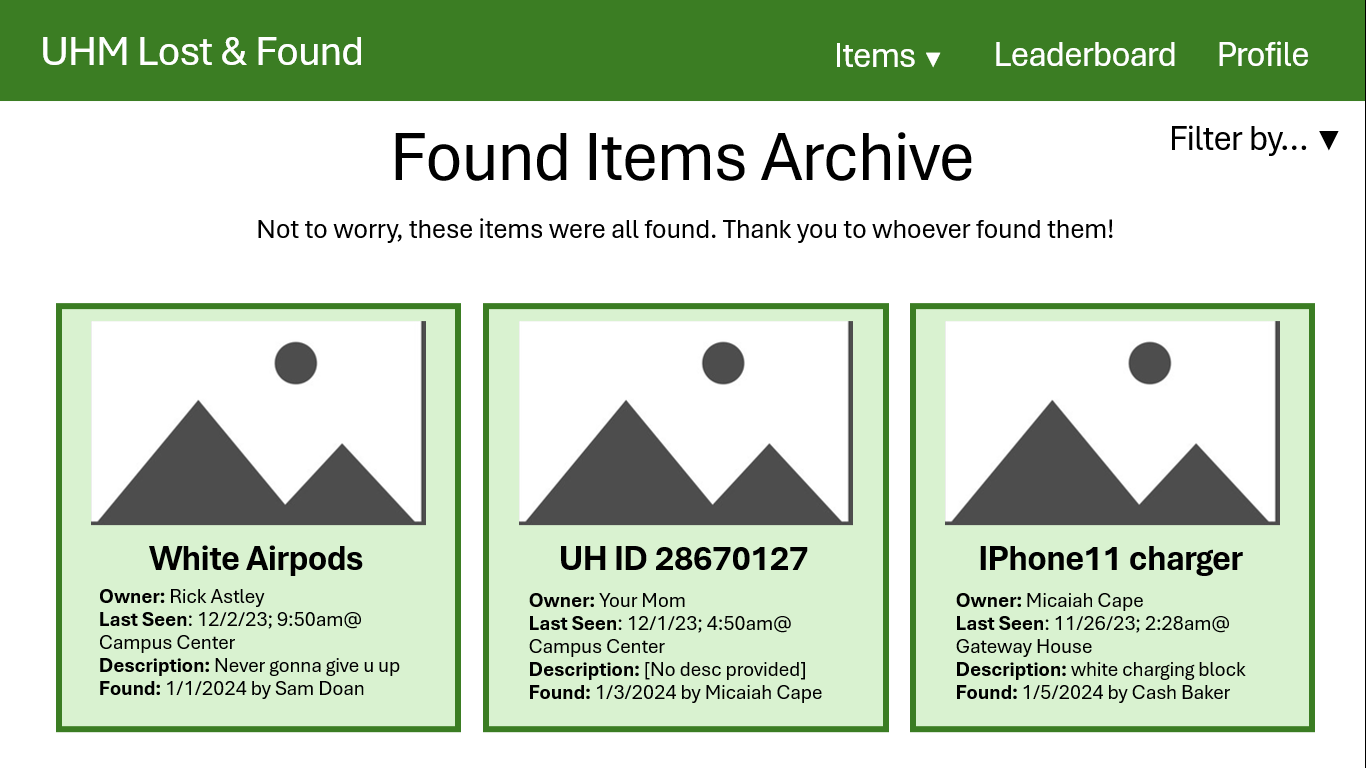 UHM Lost & Found
Items ▼
Leaderboard
Profile
Filter by... ▼
Found Items Archive
Not to worry, these items were all found. Thank you to whoever found them!
White Airpods
Owner: Rick Astley
Last Seen: 12/2/23; 9:50am@
Campus Center
Description: Never gonna give u up
Found: 1/1/2024 by Sam Doan
UH ID 28670127
Owner: Your Mom
Last Seen: 12/1/23; 4:50am@
Campus Center
Description: [No desc provided]
Found: 1/3/2024 by Micaiah Cape
IPhone11 charger
Owner: Micaiah Cape
Last Seen: 11/26/23; 2:28am@
Gateway House
Description: white charging block
Found: 1/5/2024 by Cash Baker